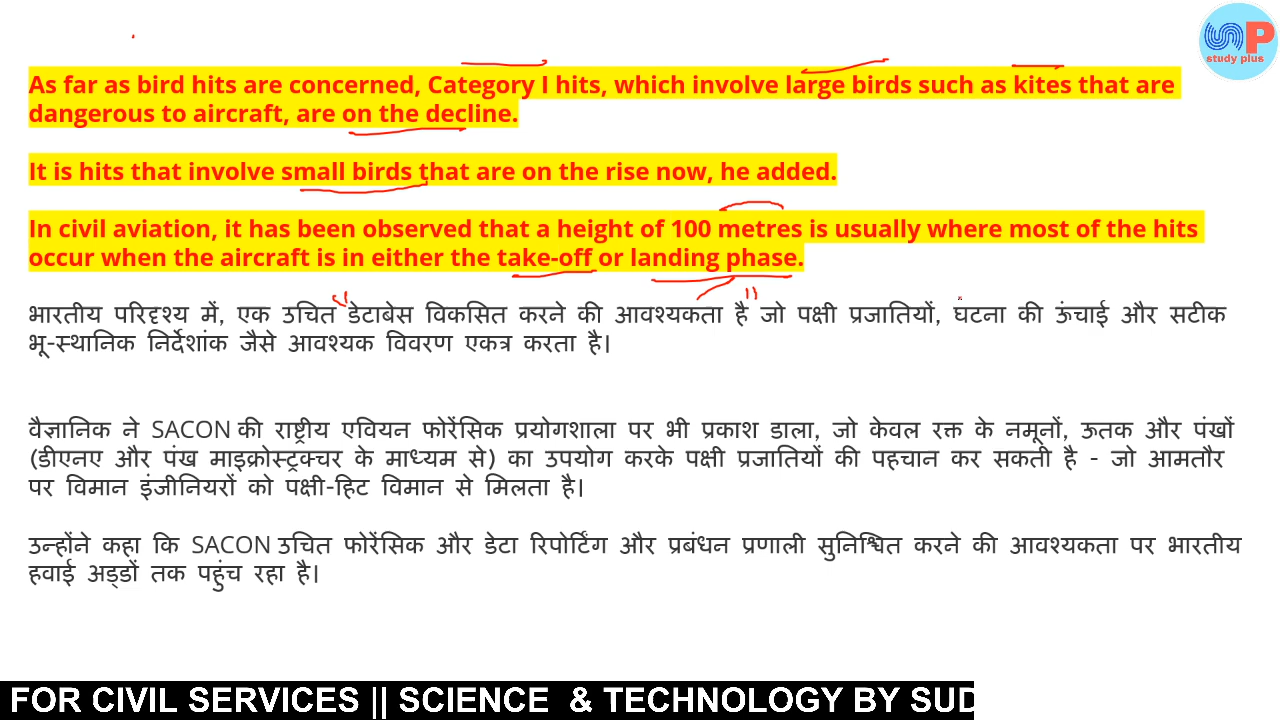 SP
study plus
As far as bird hits are concerned, Category I hits, which involve large birds such as kites that are
dangerous to aircraft, are on the decline.
It is hits that involve small birds that are on the rise now, he added.
In civil aviation, it has been observed that a height of 100 metres is usually where most of the hits
occur when the aircraft is in either the take-off or landing phase.
भारतीय परिदृश्य में, एक उचित डेटाबेस विकसित करने की आवश्यकता है जो पक्षी प्रजातियों, घटना की ऊंचाई और सटीक
भू-स्थानिक निर्देशांक जैसे आवश्यक विवरण एकत्र करता है।
वैज्ञानिक ने SACON की राष्ट्रीय एवियन फोरेंसिक प्रयोगशाला पर भी प्रकाश डाला, जो केवल रक्त के नमूनों, ऊतक और पंखों
(डीएनए और पंख माइक्रोस्ट्रक्चर के माध्यम से) का उपयोग करके पक्षी प्रजातियों की पहचान कर सकती है - जो आमतौर
पर विमान इंजीनियरों को पक्षी-हिट विमान से मिलता है।
उन्होंने कहा कि SACON उचित फोरेंसिक और डेटा रिपोर्टिंग और प्रबंधन प्रणाली सुनिश्चित करने की आवश्यकता पर भारतीय
हवाई अड्डों तक पहुंच रहा है।
FOR CIVIL SERVICES || SCIENCE & TECHNOLOGY BY SUD